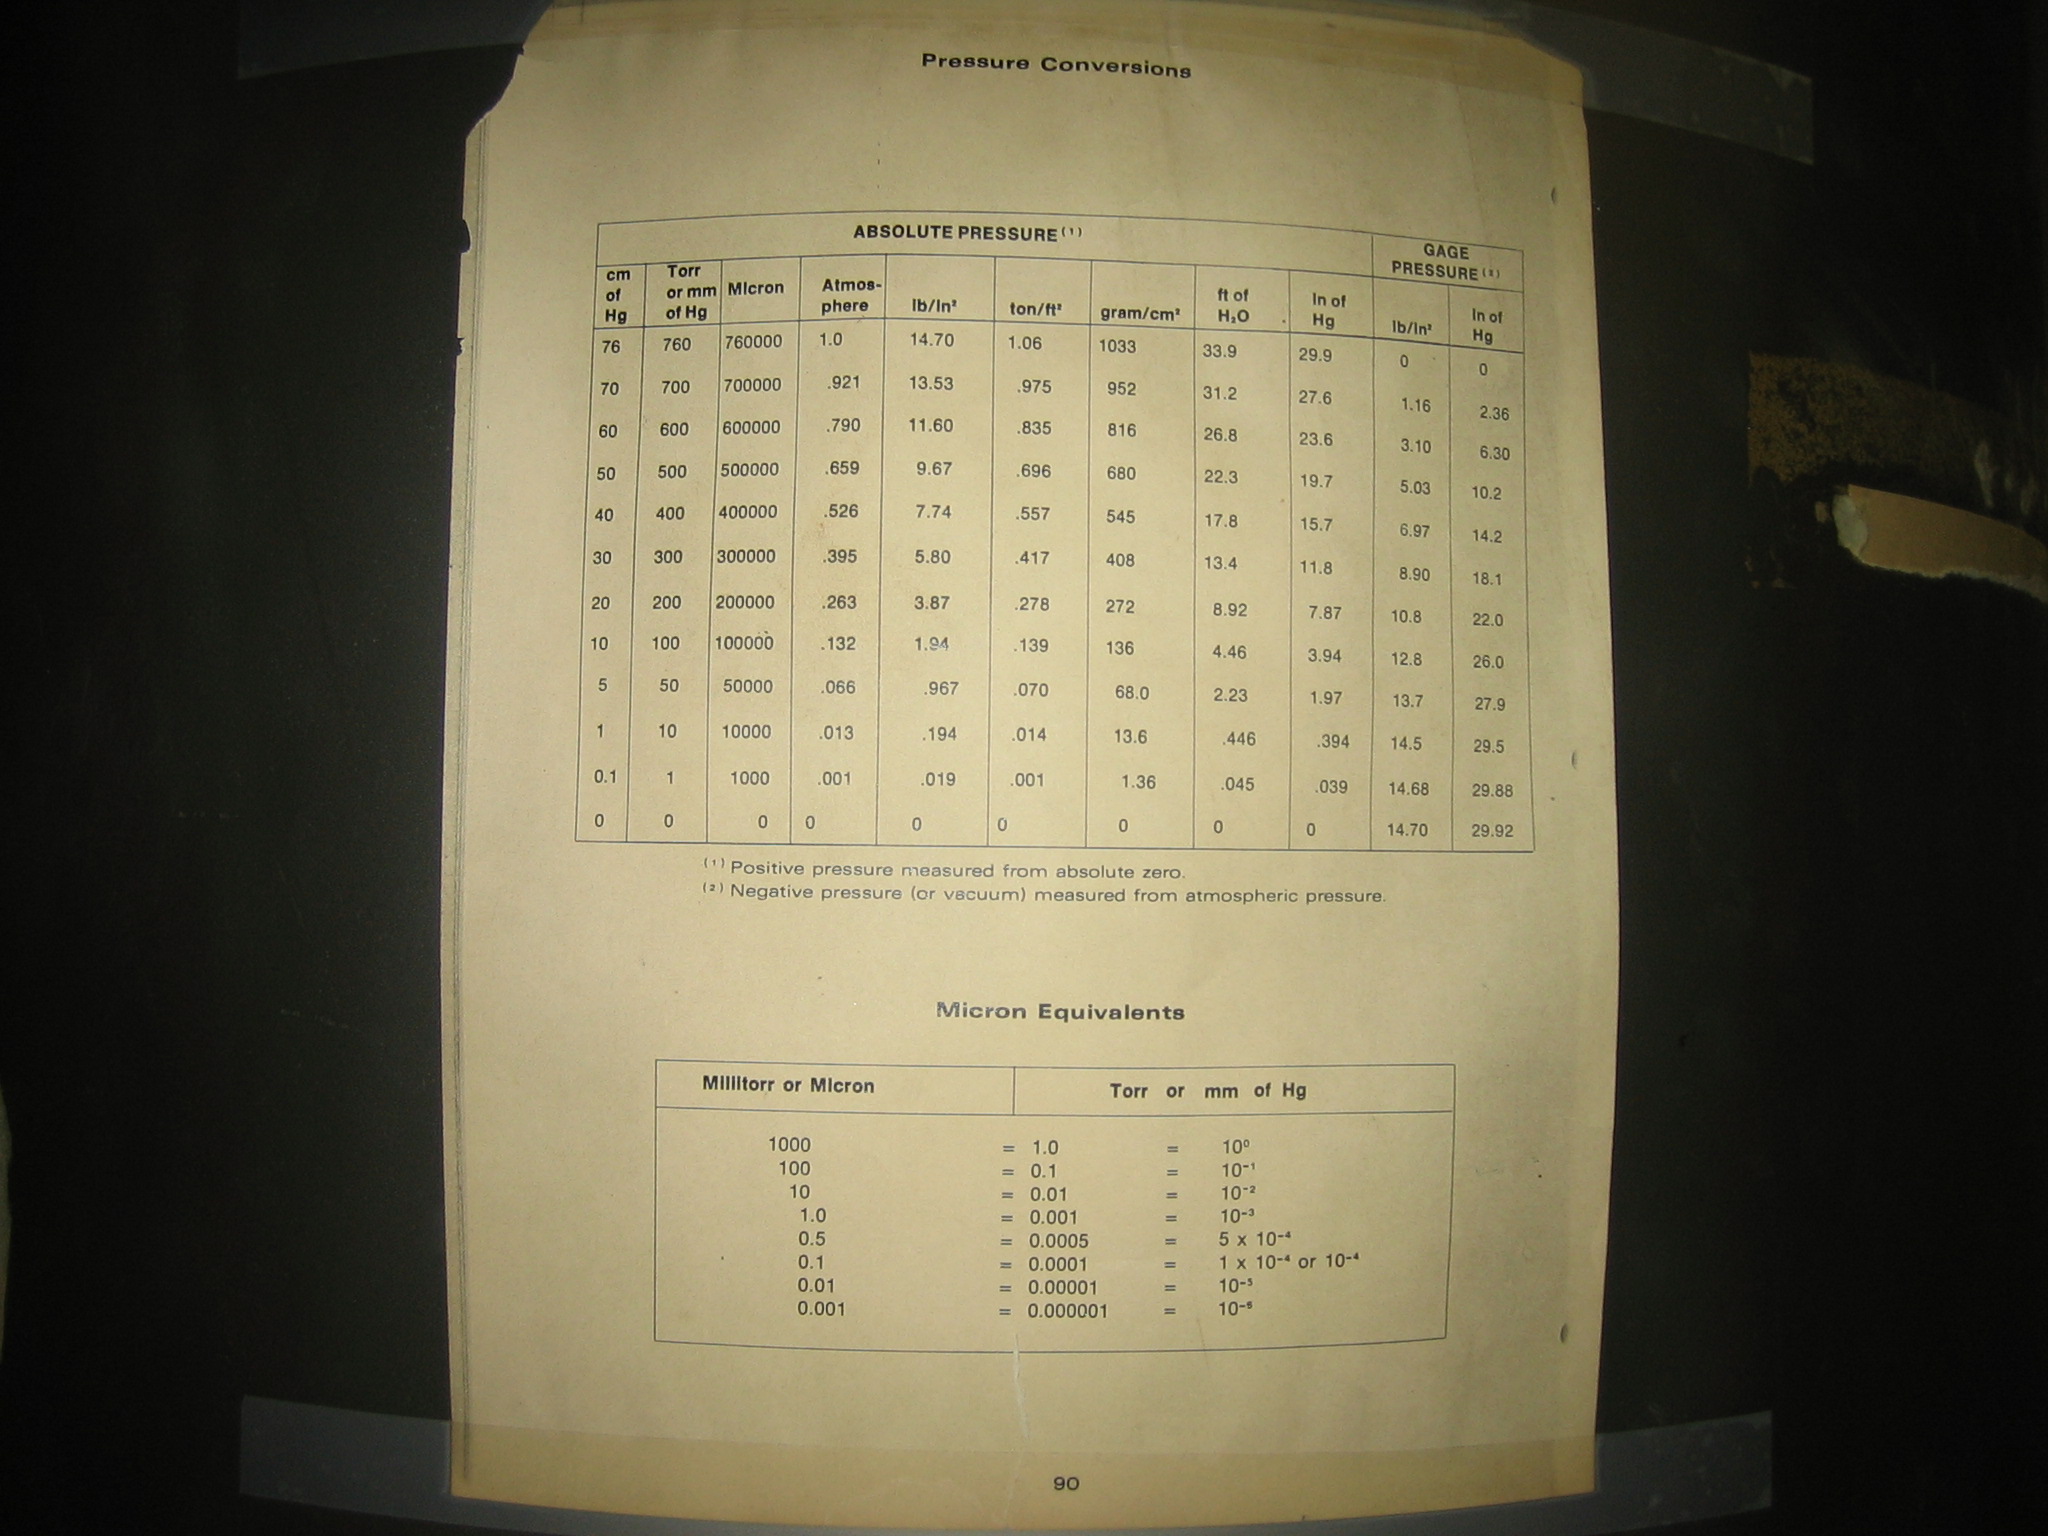 Pressure Conversions
ABSOLUTE PRESSURE⁽¹⁾ GAGE PRESSURE⁽²⁾
cm of Hg Torr or mm of Hg Micron Atmos-phere lb/in² ton/ft² gram/cm² ft of H₂O In of Hg lb/in² In of Hg
76 760 760000 1.0 14.70 1.06 1033 33.9 29.9 0 0
70 700 700000 .921 13.53 .975 952 31.2 27.6 1.16 2.36
60 600 600000 .790 11.60 .835 816 26.8 23.6 3.10 6.30
50 500 500000 .659 9.67 .696 680 22.3 19.7 5.03 10.2
40 400 400000 .526 7.74 .557 545 17.8 15.7 6.97 14.2
30 300 300000 .395 5.80 .417 408 13.4 11.8 8.90 18.1
20 200 200000 .263 3.87 .278 272 8.92 7.87 10.8 22.0
10 100 100000 .132 1.94 .139 136 4.46 3.94 12.8 26.0
5 50 50000 .066 .967 .070 68.0 2.23 1.97 13.7 27.9
1 10 10000 .013 .194 .014 13.6 .446 .394 14.5 29.5
0.1 1 1000 .001 .019 .001 1.36 .045 .039 14.68 29.88
0 0 0 0 0 0 0 0 0 14.70 29.92
⁽¹⁾ Positive pressure measured from absolute zero.
⁽²⁾ Negative pressure (or vacuum) measured from atmospheric pressure.
Micron Equivalents
Millitorr or Micron Torr or mm of Hg
1000 = 1.0 = 10⁰
100 = 0.1 = 10⁻¹
10 = 0.01 = 10⁻²
1.0 = 0.001 = 10⁻³
0.5 = 0.0005 = 5 x 10⁻⁴
0.1 = 0.0001 = 1 x 10⁻⁴ or 10⁻⁴
0.01 = 0.00001 = 10⁻⁵
0.001 = 0.000001 = 10⁻⁶
90